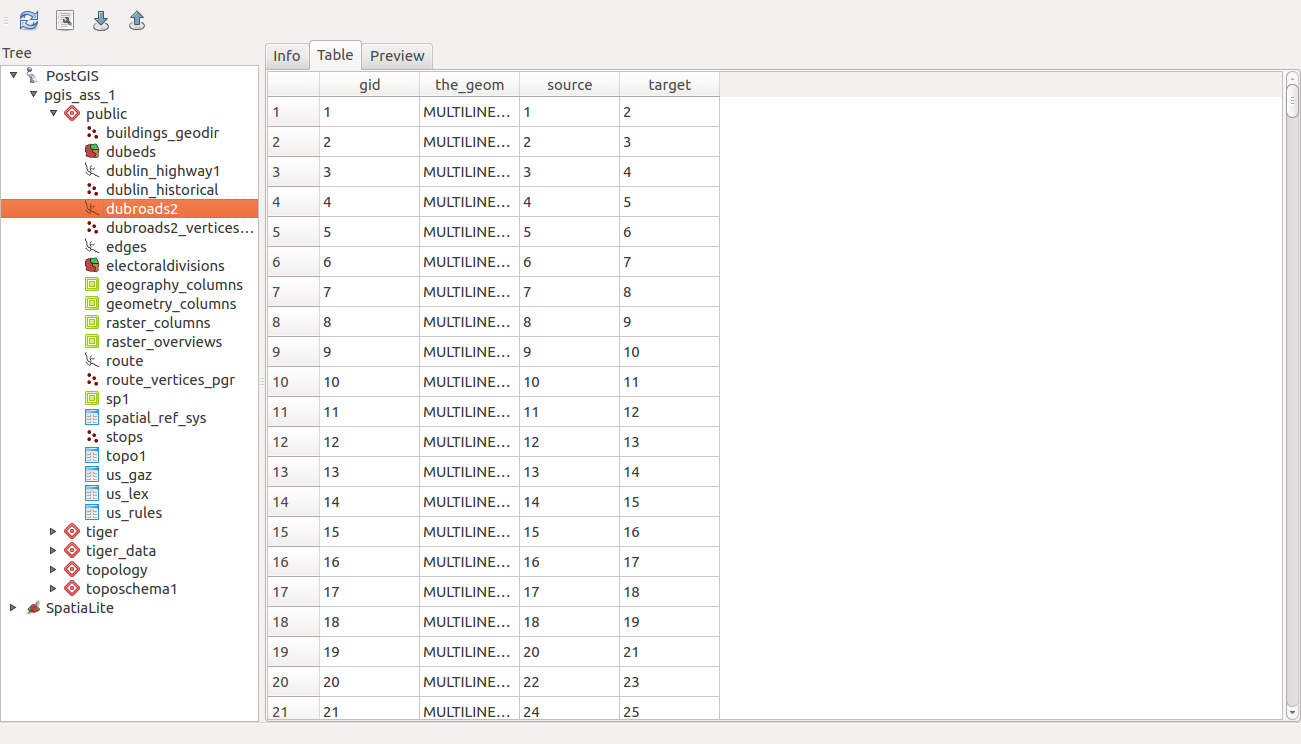 Tree
PostGIS
pgis_ass_1
public
buildings_geodir
dubeds
dublin_highway1
dublin_historical
dubroads2
dubroads2_vertices...
edges
electoraldivisions
geography_columns
geometry_columns
raster_columns
raster_overviews
route
route_vertices_pgr
sp1
spatial_ref_sys
stops
topo1
us_gaz
us_lex
us_rules
tiger
tiger_data
topology
toposchema1
SpatiaLite
Info Table Preview
gid the_geom source target
1 1 MULTILINE... 1 2
2 2 MULTILINE... 2 3
3 3 MULTILINE... 3 4
4 4 MULTILINE... 4 5
5 5 MULTILINE... 5 6
6 6 MULTILINE... 6 7
7 7 MULTILINE... 7 8
8 8 MULTILINE... 8 9
9 9 MULTILINE... 9 10
10 10 MULTILINE... 10 11
11 11 MULTILINE... 11 12
12 12 MULTILINE... 12 13
13 13 MULTILINE... 13 14
14 14 MULTILINE... 14 15
15 15 MULTILINE... 15 16
16 16 MULTILINE... 16 17
17 17 MULTILINE... 17 18
18 18 MULTILINE... 18 19
19 19 MULTILINE... 20 21
20 20 MULTILINE... 22 23
21 21 MULTILINE... 24 25